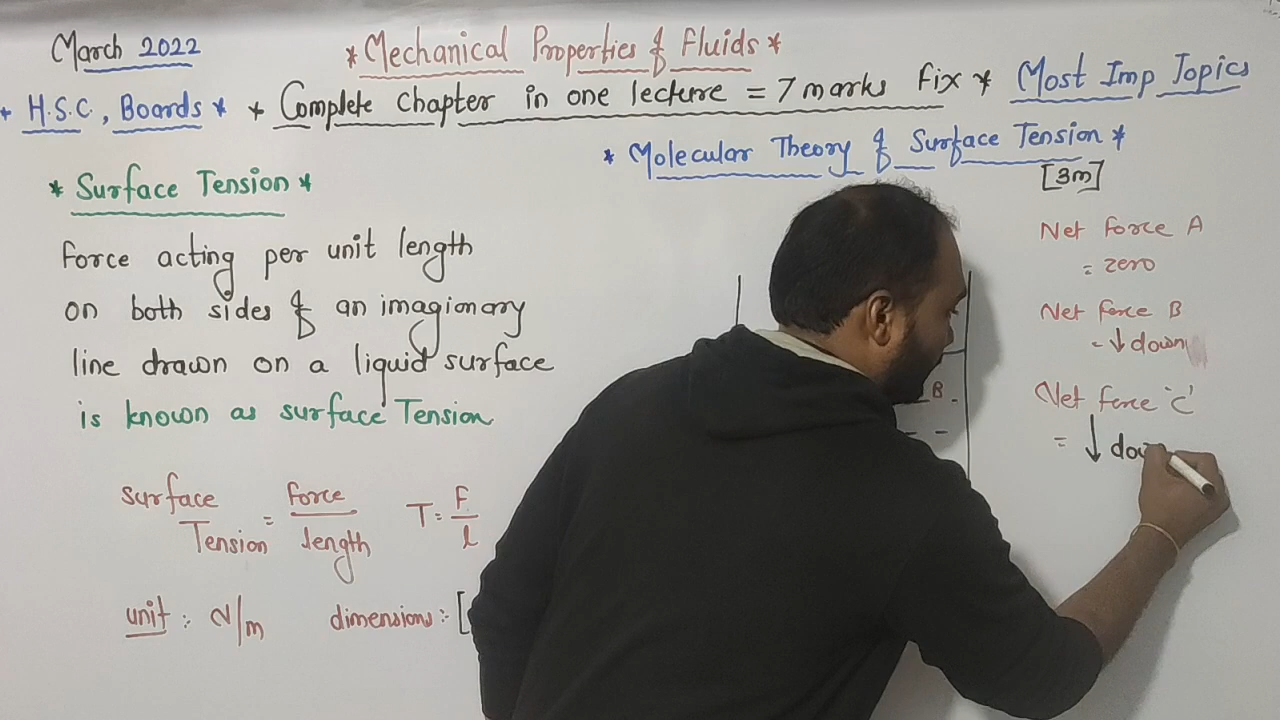 March 2022
*Mechanical Properties of Fluids*
* H.S.C, Boards * * Complete chapter in one lecture = 7 marks fix * Most Imp Topics
* Molecular Theory of Surface Tension *
[3m]
* Surface Tension *
Force acting per unit length
on both sides of an imagionary
line drawn on a liquid surface
is known as surface Tension
surface Tension = Force / length T = F / l
unit :- N/m dimensions :- [
B
Net Force A
= zero
Net force B
= ↓ down
Net force 'c'
= ↓ dow